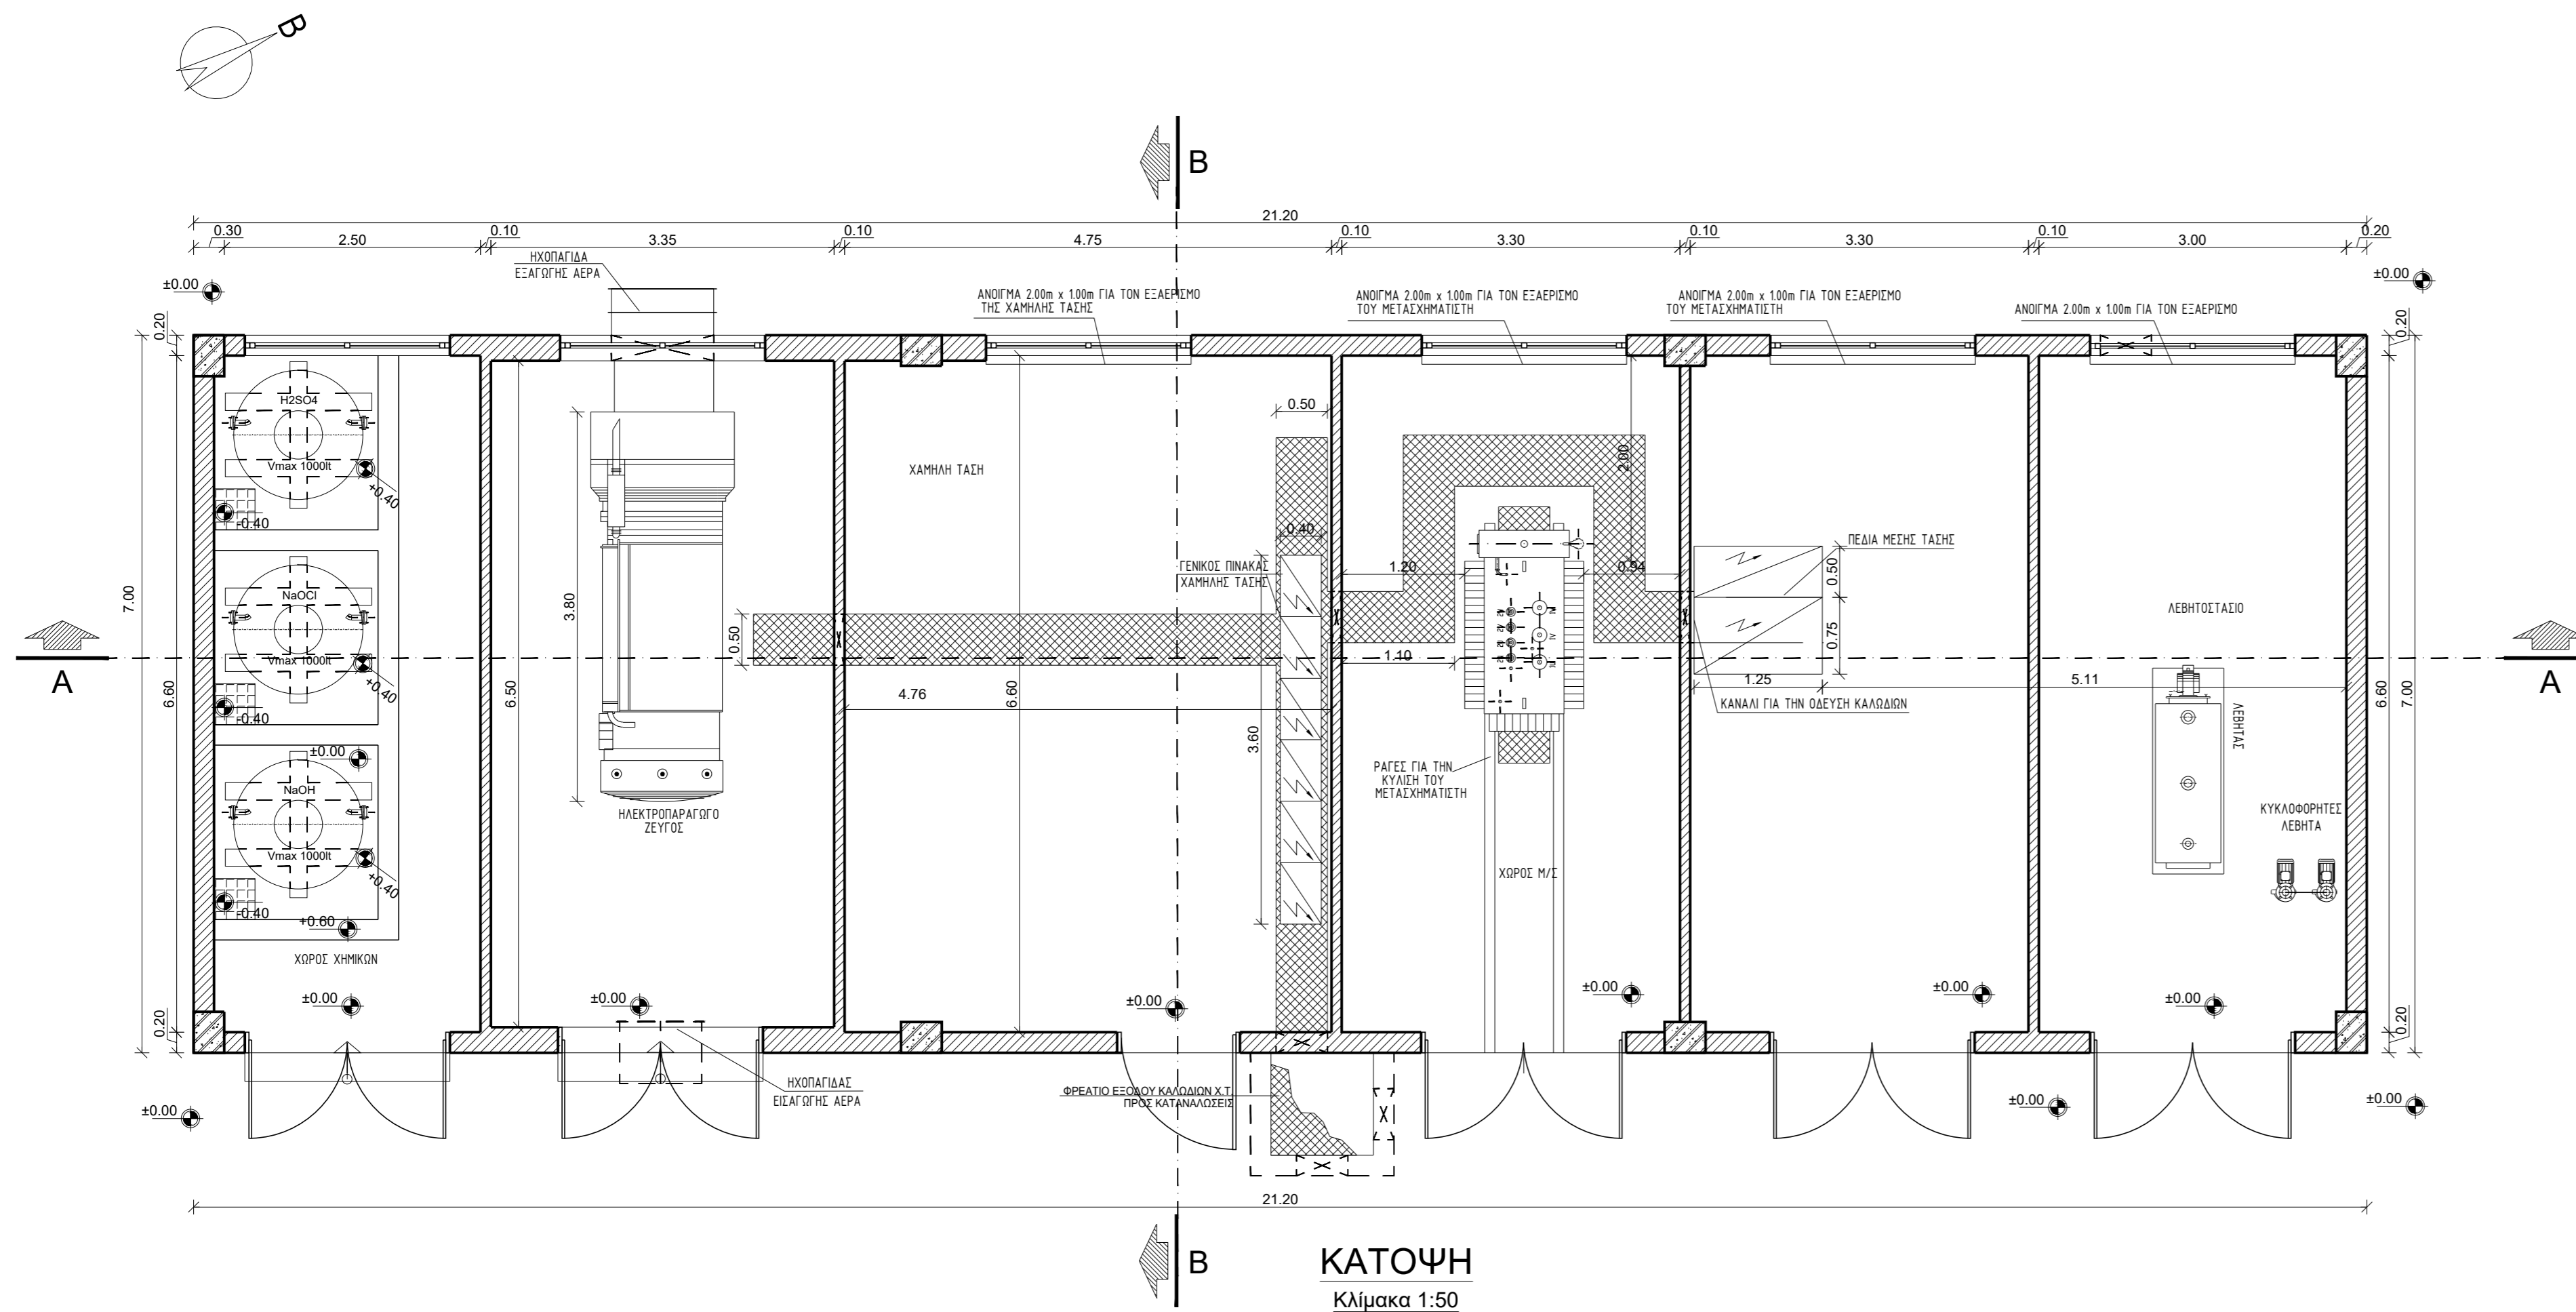 B
B
21.20
0.30
2.50
0.10
3.35
0.10
4.75
0.10
3.30
0.10
3.30
0.10
3.00
0.20
±0.00
ΗΧΟΠΑΓΙΔΑ
ΕΞΑΓΩΓΗΣ ΑΕΡΑ
ΑΝΟΙΓΜΑ 2.00m x 1.00m ΓΙΑ ΤΟΝ ΕΞΑΕΡΙΣΜΟ
ΤΗΣ ΧΑΜΗΛΗΣ ΤΑΣΗΣ
ΑΝΟΙΓΜΑ 2.00m x 1.00m ΓΙΑ ΤΟΝ ΕΞΑΕΡΙΣΜΟ
ΤΟΥ ΜΕΤΑΣΧΗΜΑΤΙΣΤΗ
ΑΝΟΙΓΜΑ 2.00m x 1.00m ΓΙΑ ΤΟΝ ΕΞΑΕΡΙΣΜΟ
ΤΟΥ ΜΕΤΑΣΧΗΜΑΤΙΣΤΗ
ΑΝΟΙΓΜΑ 2.00m x 1.00m ΓΙΑ ΤΟΝ ΕΞΑΕΡΙΣΜΟ
±0.00
0.20
0.20
H2SO4
Vmax 1000lt
+0.40
-0.40
ΧΑΜΗΛΗ ΤΑΣΗ
0.50
0.40
2.00
ΓΕΝΙΚΟΣ ΠΙΝΑΚΑΣ
ΧΑΜΗΛΗΣ ΤΑΣΗΣ
1.20
0.94
ΠΕΔΙΑ ΜΕΣΗΣ ΤΑΣΗΣ
0.50
0.75
7.00
6.60
NaOCl
Vmax 1000lt
+0.40
-0.40
3.80
6.50
0.50
4.76
6.60
3.60
1.10
1.25
5.11
ΚΑΝΑΛΙ ΓΙΑ ΤΗΝ ΟΔΕΥΣΗ ΚΑΛΩΔΙΩΝ
ΛΕΒΗΤΟΣΤΑΣΙΟ
ΛΕΒΗΤΑΣ
6.60
7.00
A
A
±0.00
NaOH
Vmax 1000lt
+0.40
-0.40
+0.60
ΧΩΡΟΣ ΧΗΜΙΚΩΝ
ΗΛΕΚΤΡΟΠΑΡΑΓΩΓΟ
ΖΕΥΓΟΣ
ΡΑΓΕΣ ΓΙΑ ΤΗΝ
ΚΥΛΙΣΗ ΤΟΥ
ΜΕΤΑΣΧΗΜΑΤΙΣΤΗ
ΧΩΡΟΣ Μ/Σ
ΚΥΚΛΟΦΟΡΗΤΕΣ
ΛΕΒΗΤΑ
±0.00
±0.00
±0.00
±0.00
±0.00
±0.00
0.20
0.20
ΗΧΟΠΑΓΙΔΑΣ
ΕΙΣΑΓΩΓΗΣ ΑΕΡΑ
ΦΡΕΑΤΙΟ ΕΞΟΔΟΥ ΚΑΛΩΔΙΩΝ Χ.Τ.
ΠΡΟΣ ΚΑΤΑΝΑΛΩΣΕΙΣ
±0.00
±0.00
±0.00
21.20
B
ΚΑΤΟΨΗ
Κλίμακα 1:50